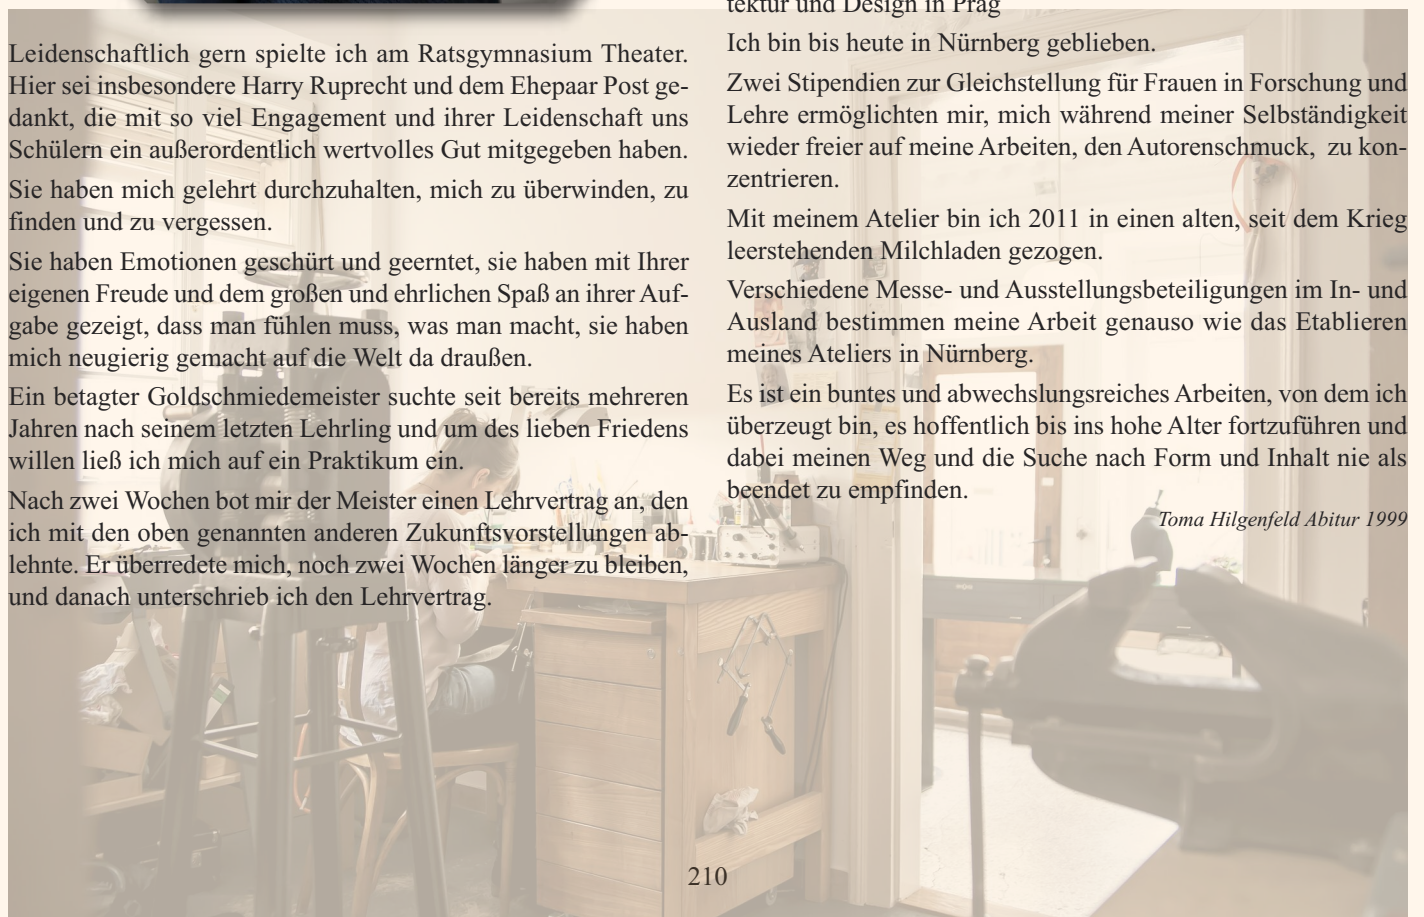 Leidenschaftlich gern spielte ich am Ratsgymnasium Theater.
Hier sei insbesondere Harry Ruprecht und dem Ehepaar Post ge-
dankt, die mit so viel Engagement und ihrer Leidenschaft uns
Schülern ein außerordentlich wertvolles Gut mitgegeben haben.
Sie haben mich gelehrt durchzuhalten, mich zu überwinden, zu
finden und zu vergessen.
Sie haben Emotionen geschürt und geerntet, sie haben mit Ihrer
eigenen Freude und dem großen und ehrlichen Spaß an ihrer Auf-
gabe gezeigt, dass man fühlen muss, was man macht, sie haben
mich neugierig gemacht auf die Welt da draußen.
Ein betagter Goldschmiedemeister suchte seit bereits mehreren
Jahren nach seinem letzten Lehrling und um des lieben Friedens
willen ließ ich mich auf ein Praktikum ein.
Nach zwei Wochen bot mir der Meister einen Lehrvertrag an, den
ich mit den oben genannten anderen Zukunftsvorstellungen ab-
lehnte. Er überredete mich, noch zwei Wochen länger zu bleiben,
und danach unterschrieb ich den Lehrvertrag.
tektur und Design in Prag
Ich bin bis heute in Nürnberg geblieben.
Zwei Stipendien zur Gleichstellung für Frauen in Forschung und
Lehre ermöglichten mir, mich während meiner Selbständigkeit
wieder freier auf meine Arbeiten, den Autorenschmuck, zu kon-
zentrieren.
Mit meinem Atelier bin ich 2011 in einen alten, seit dem Krieg
leerstehenden Milchladen gezogen.
Verschiedene Messe- und Ausstellungsbeteiligungen im In- und
Ausland bestimmen meine Arbeit genauso wie das Etablieren
meines Ateliers in Nürnberg.
Es ist ein buntes und abwechslungsreiches Arbeiten, von dem ich
überzeugt bin, es hoffentlich bis ins hohe Alter fortzuführen und
dabei meinen Weg und die Suche nach Form und Inhalt nie als
beendet zu empfinden.
Toma Hilgenfeld Abitur 1999
210